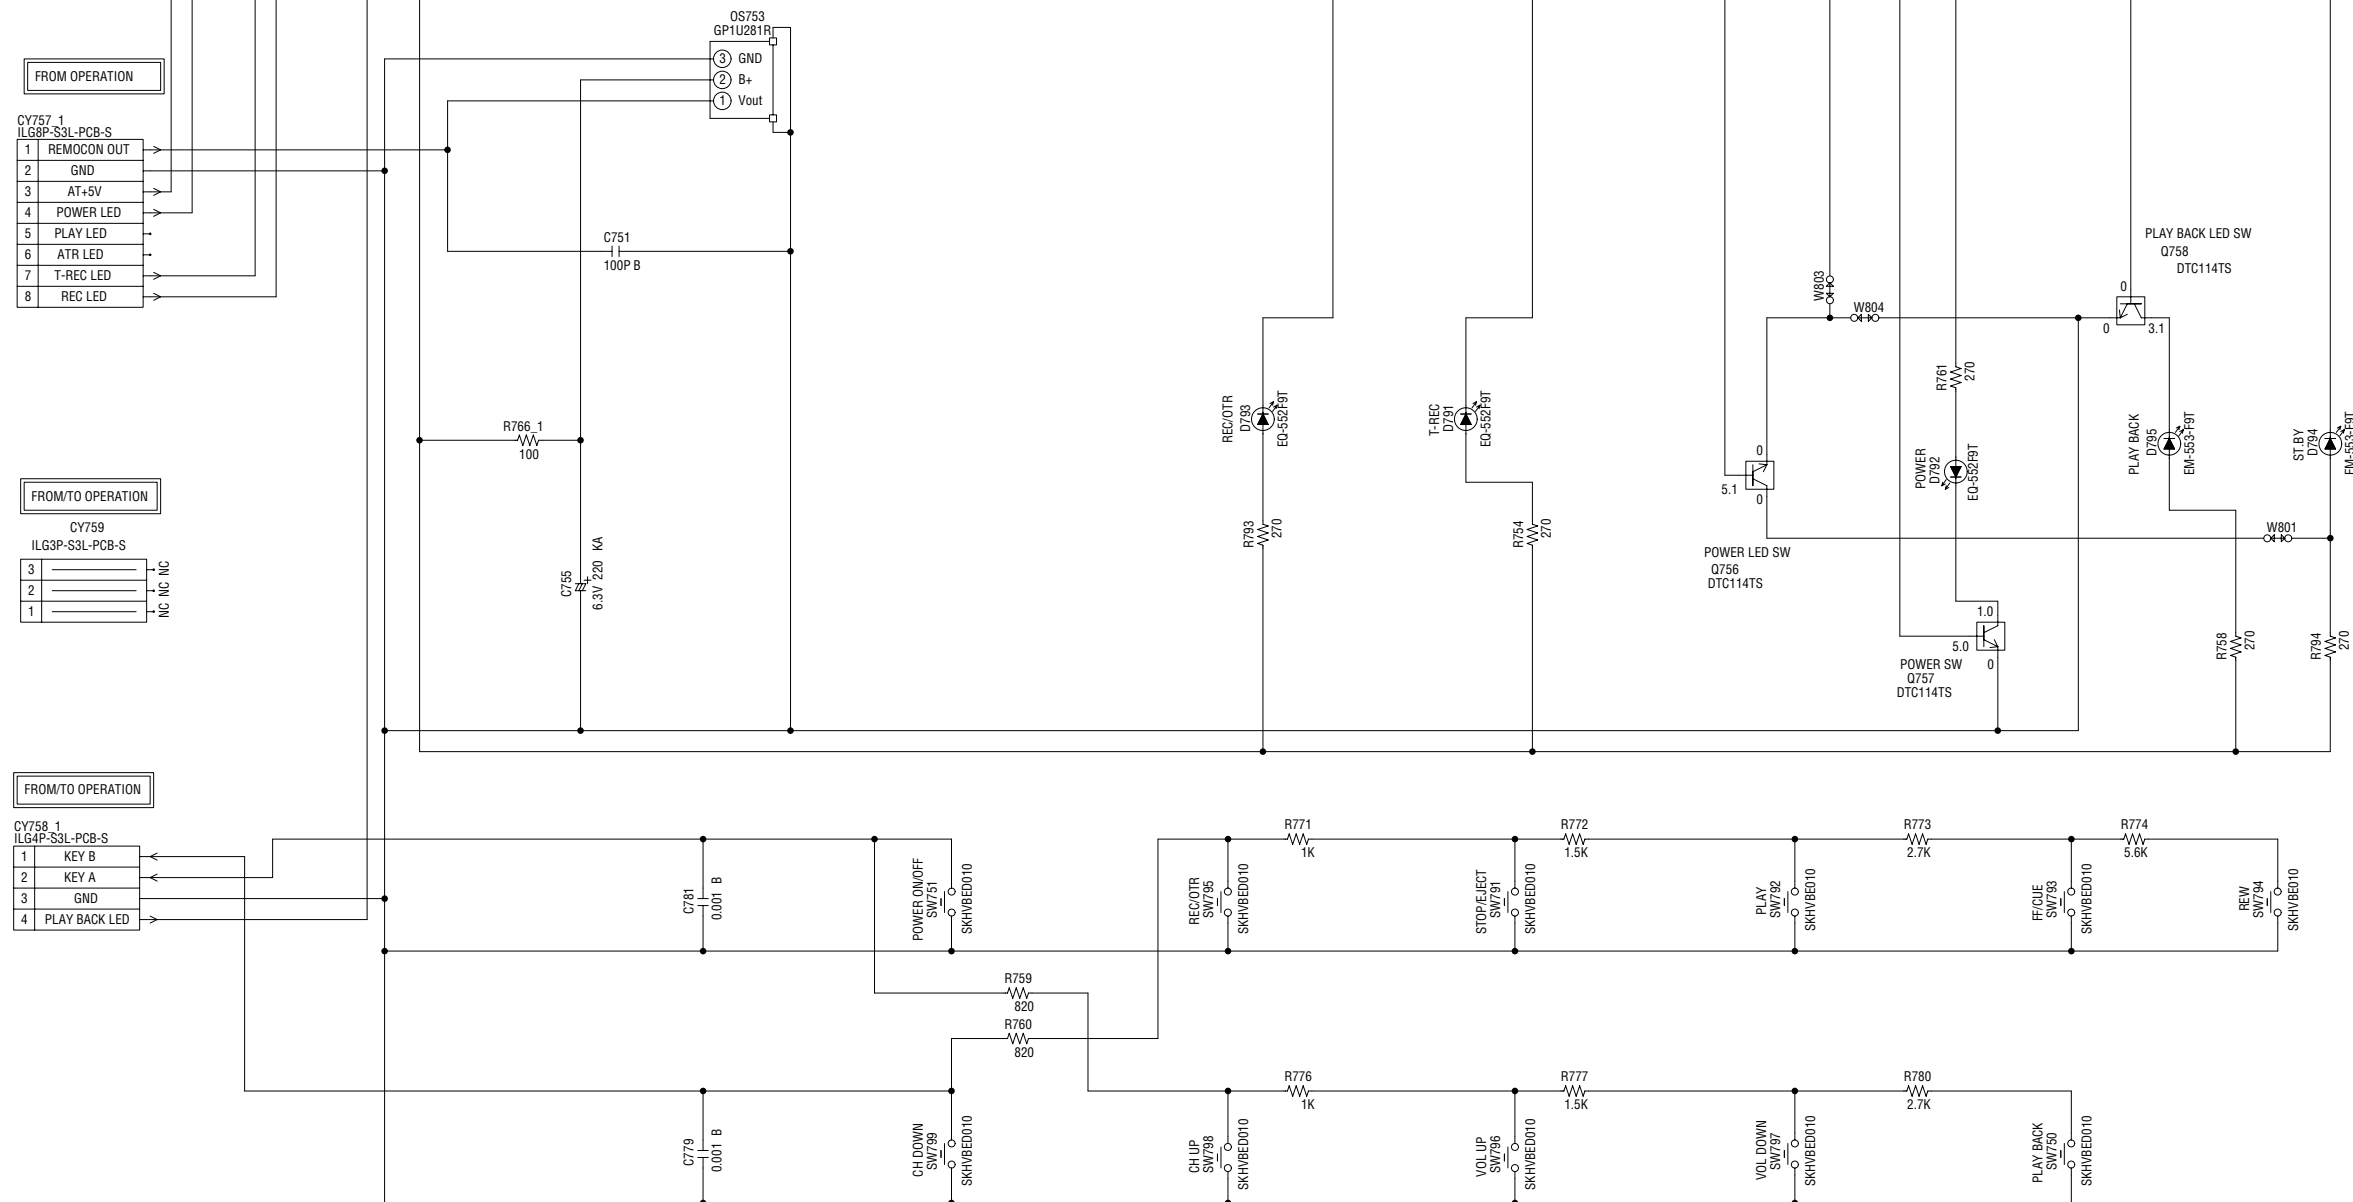 OS753
GP1U281R
3 GND
2 B+
1 Vout
FROM OPERATION
CY757_1
ILG8P-S3L-PCB-S
1 REMOCON OUT
2 GND
3 AT+5V
4 POWER LED
5 PLAY LED
6 ATR LED
7 T-REC LED
8 REC LED
C751
100P B
R766_1
100
C755
6.3V 220 KA
FROM/TO OPERATION
CY759
ILG3P-S3L-PCB-S
3 NC
2 NC
1 NC
REC/OTR
D793
EQ-552F9T
R793
270
T-REC
D791
EQ-552F9T
R754
270
W803
W804
0
5.1
0
POWER LED SW
Q756
DTC114TS
R761
270
POWER
D792
EQ-552F9T
1.0
5.0
0
POWER SW
Q757
DTC114TS
PLAY BACK LED SW
Q758
DTC114TS
0
0
3.1
PLAY BACK
D795
EM-553-F9T
ST.BY
D794
EM-553-F9T
W801
R758
270
R794
270
FROM/TO OPERATION
CY758_1
ILG4P-S3L-PCB-S
1 KEY B
2 KEY A
3 GND
4 PLAY BACK LED
C781
0.001 B
POWER ON/OFF
SW751
SKHVBED010
REC/OTR
SW795
SKHVBED010
R771
1K
STOP/EJECT
SW791
SKHVBED010
R772
1.5K
PLAY
SW792
SKHVBE010
R773
2.7K
FF/CUE
SW793
SKHVBED010
R774
5.6K
REW
SW794
SKHVBE010
R759
820
R760
820
C779
0.001 B
CH DOWN
SW799
SKHVBED010
CH UP
SW798
SKHVBED010
R776
1K
VOL UP
SW796
SKHVBED010
R777
1.5K
VOL DOWN
SW797
SKHVBED010
R780
2.7K
PLAY BACK
SW750
SKHVBED010